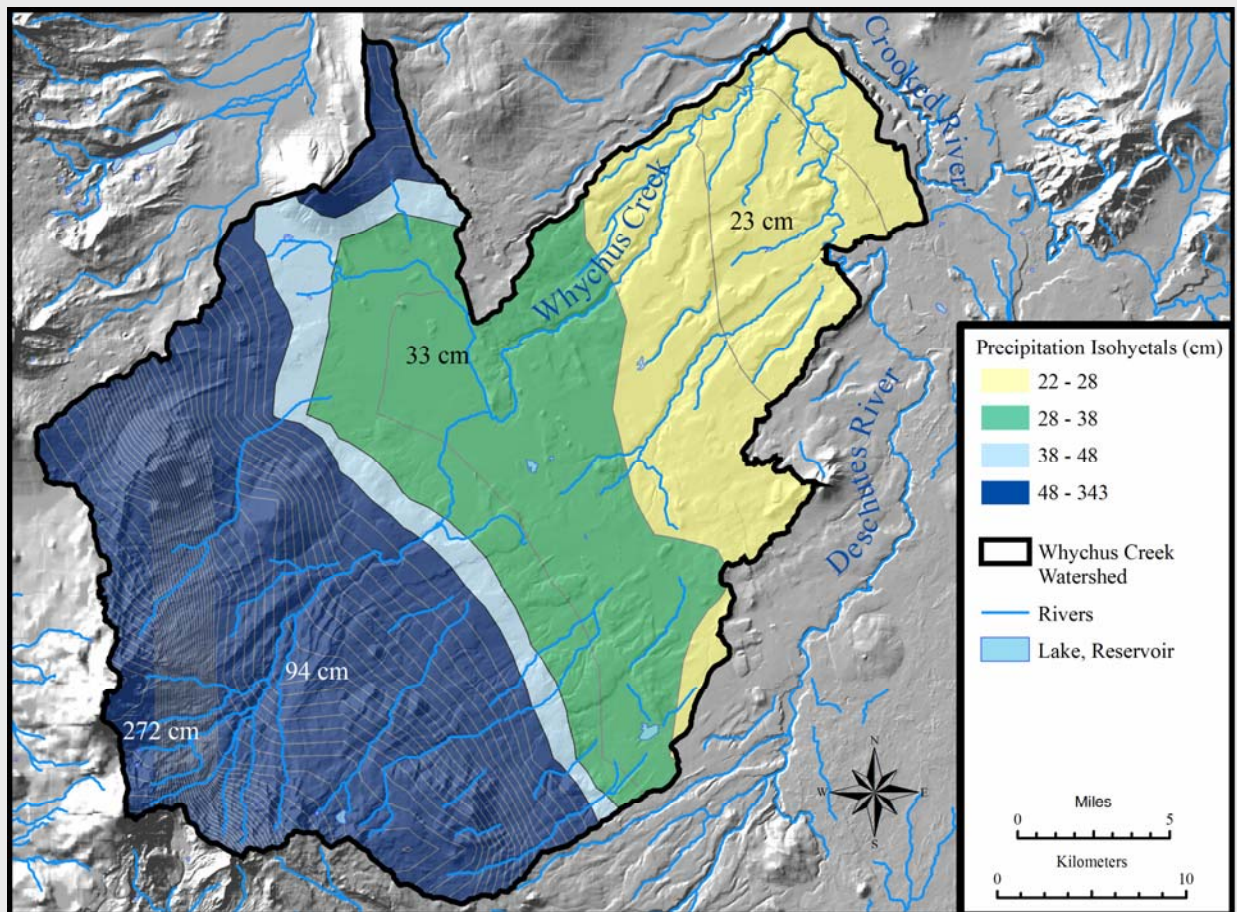 Crooked River
Whychus Creek
23 cm
33 cm
Deschutes River
94 cm
272 cm
Precipitation Isohyetals (cm)
22 - 28
28 - 38
38 - 48
48 - 343
Whychus Creek
Watershed
Rivers
Lake, Reservoir
N
W E
S
Miles
0 5
Kilometers
0 10